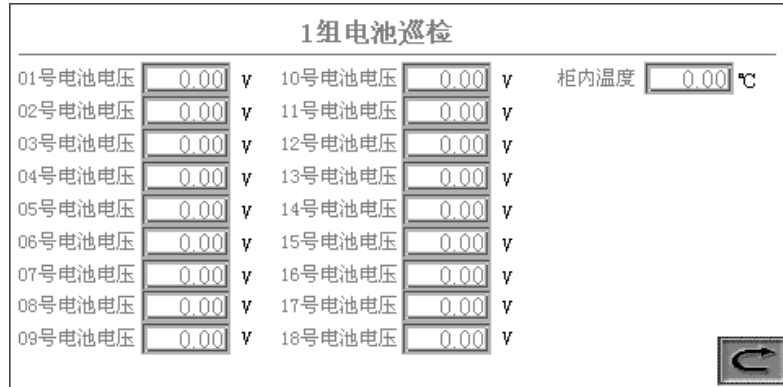 1组电池巡检
01号电池电压 0.00 V 10号电池电压 0.00 V 柜内温度 0.00 ℃
02号电池电压 0.00 V 11号电池电压 0.00 V
03号电池电压 0.00 V 12号电池电压 0.00 V
04号电池电压 0.00 V 13号电池电压 0.00 V
05号电池电压 0.00 V 14号电池电压 0.00 V
06号电池电压 0.00 V 15号电池电压 0.00 V
07号电池电压 0.00 V 16号电池电压 0.00 V
08号电池电压 0.00 V 17号电池电压 0.00 V
09号电池电压 0.00 V 18号电池电压 0.00 V